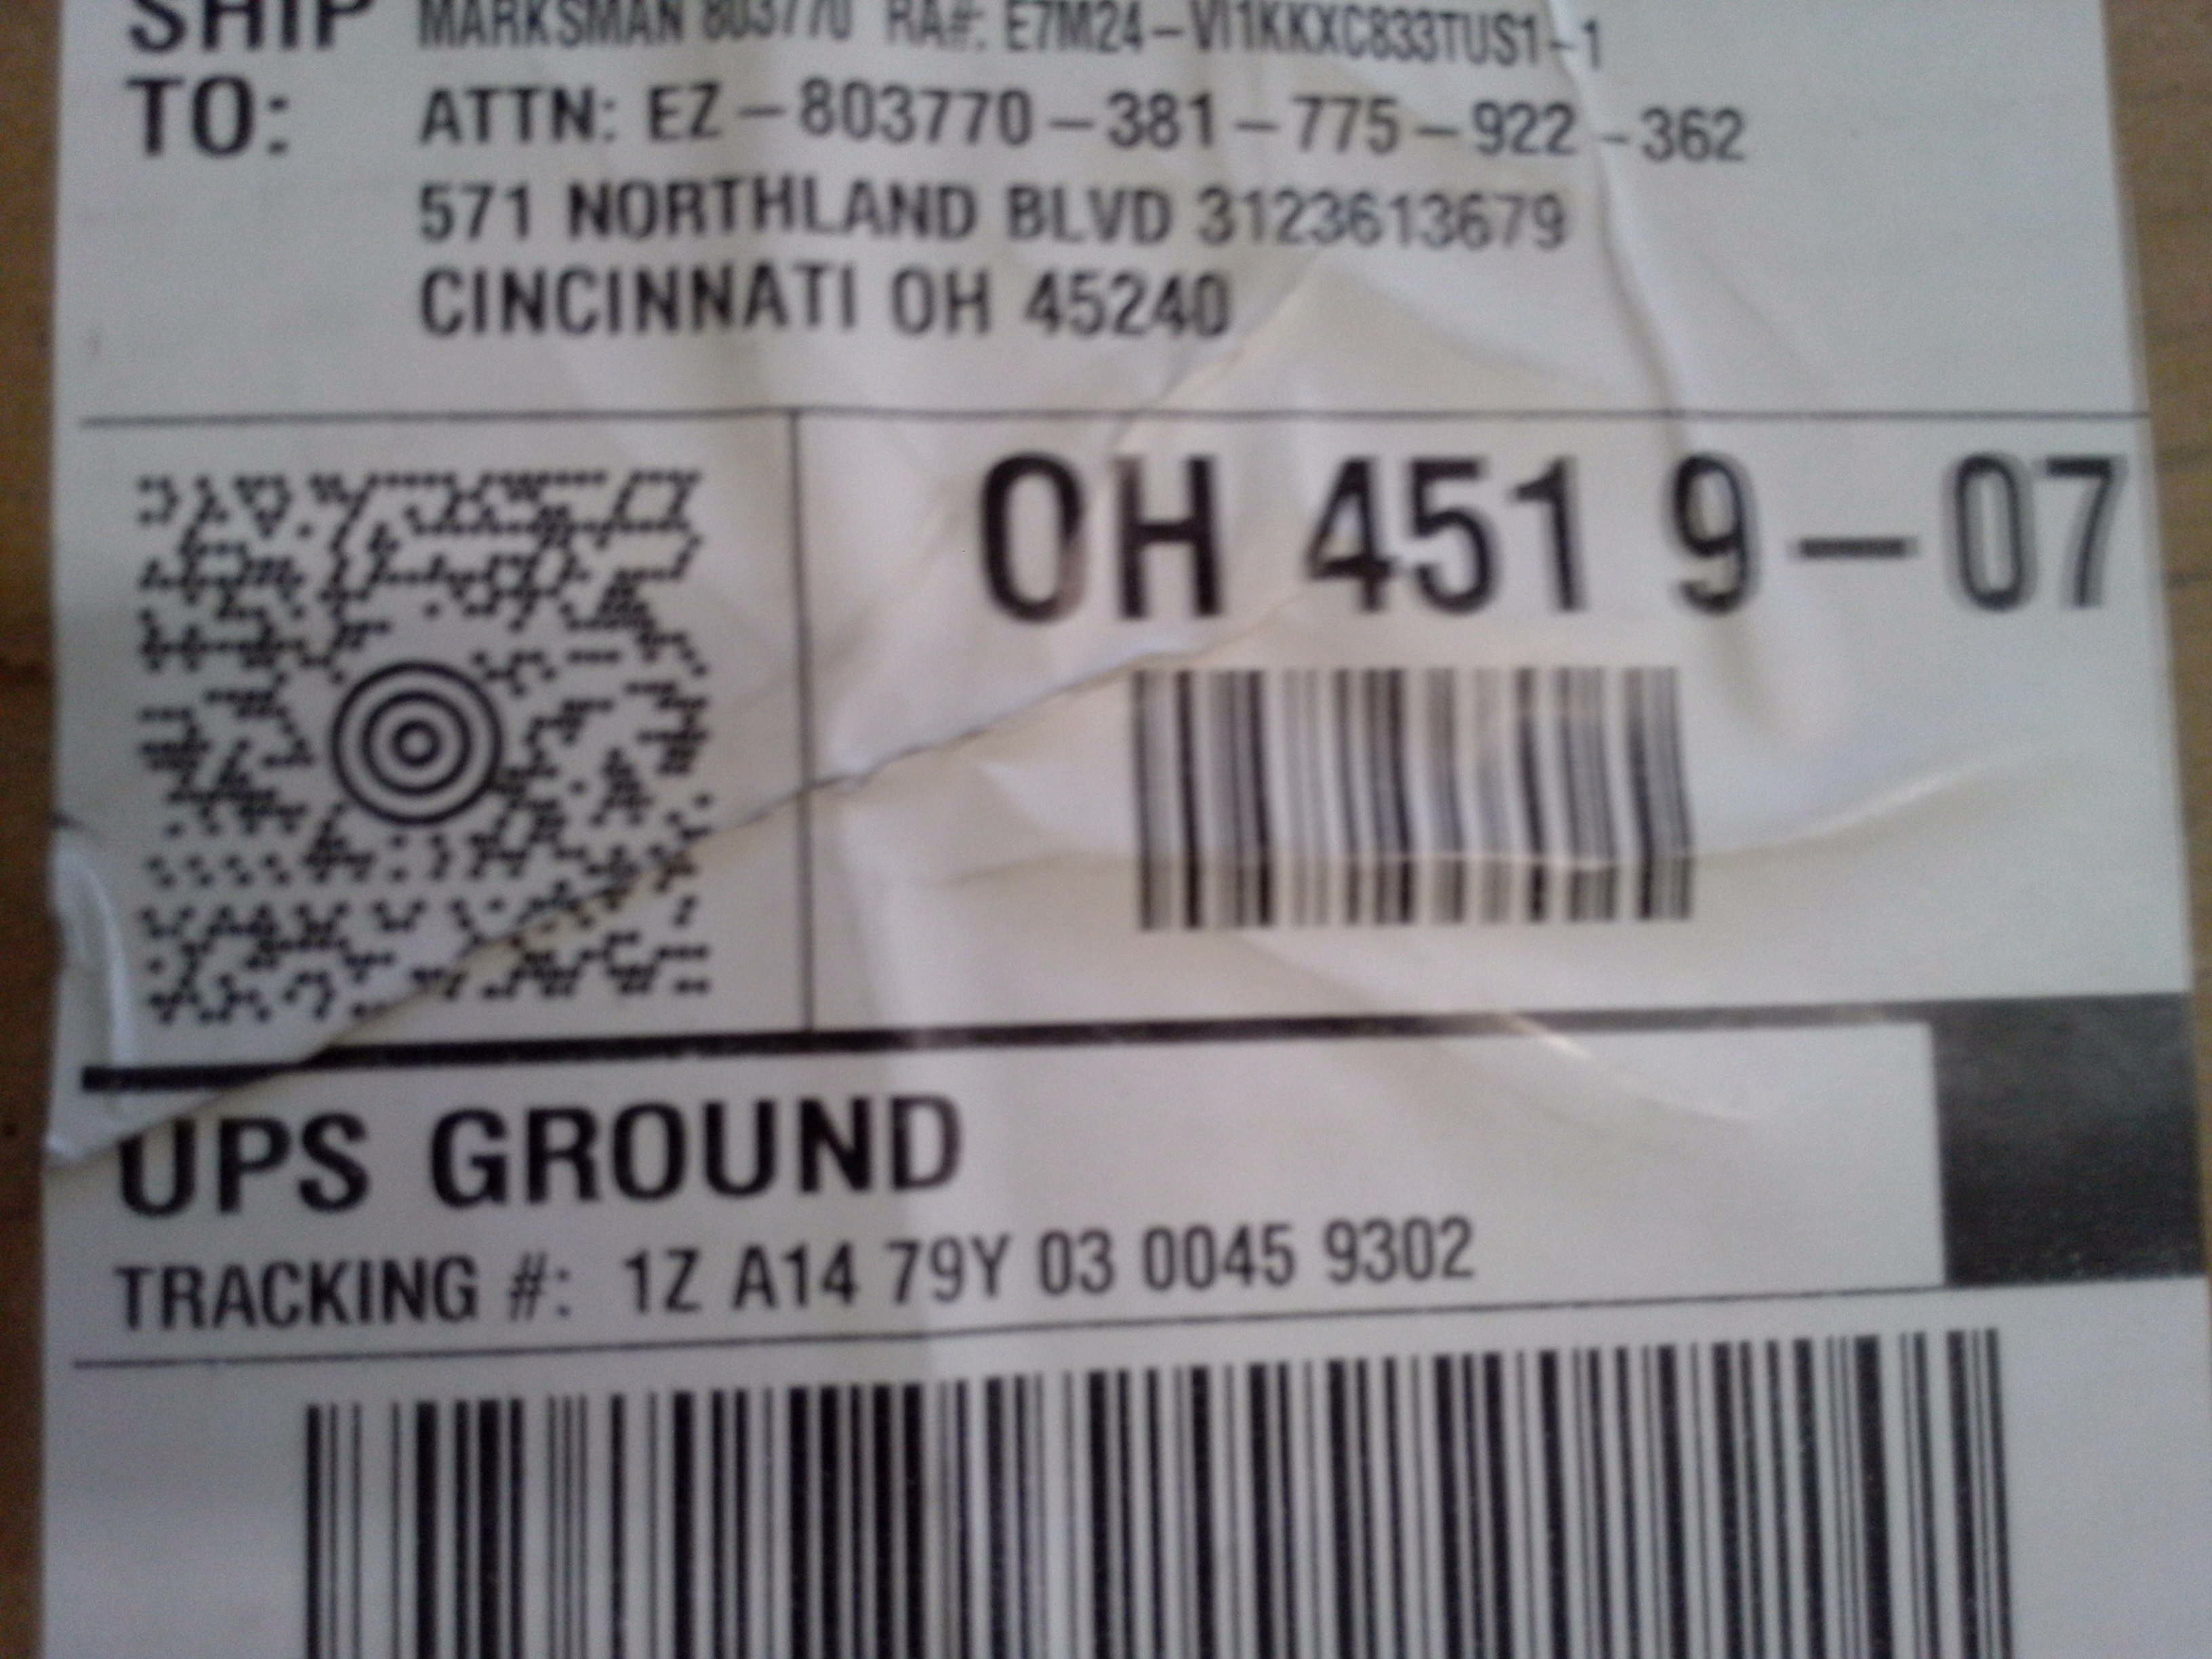 SHIP MARKSMAN 803770 RA#: E7M24-VI1KKXC833TUS1-1
TO: ATTN: EZ-803770-381-775-922-362
571 NORTHLAND BLVD 3123613679
CINCINNATI OH 45240
OH 451 9-07
UPS GROUND
TRACKING #: 1Z A14 79Y 03 0045 9302